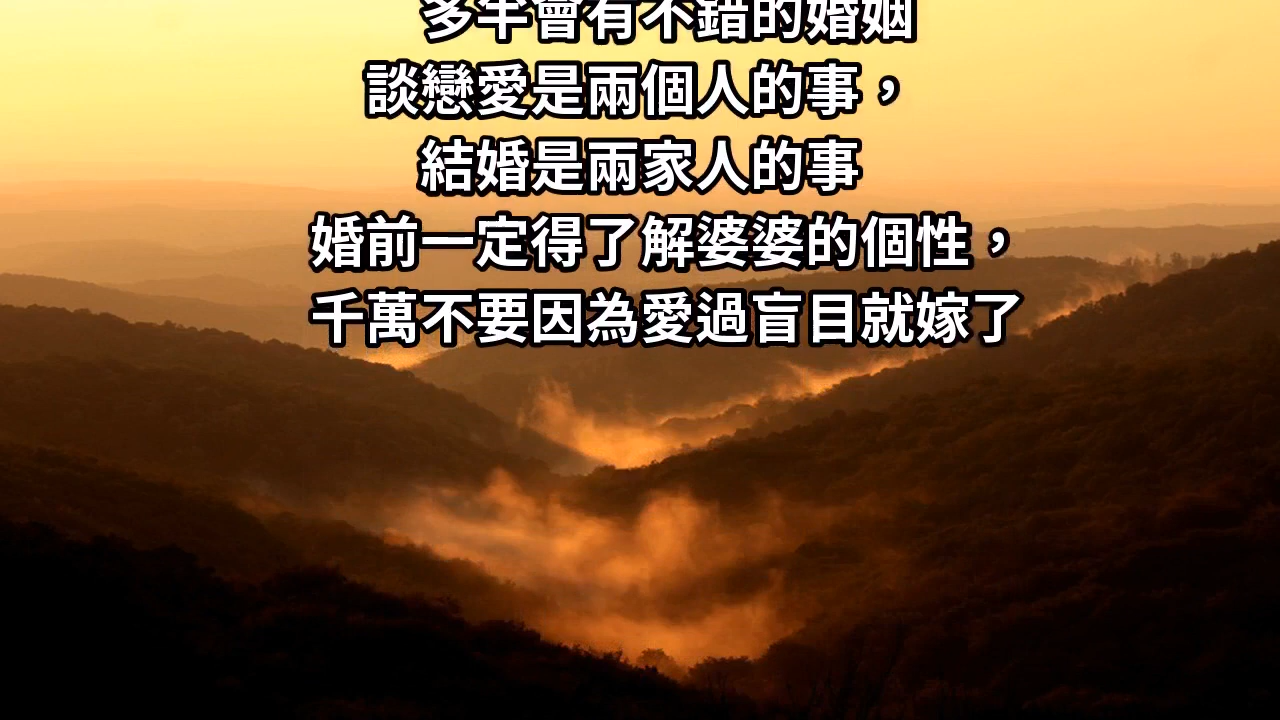 多半會有不錯的婚姻
談戀愛是兩個人的事，
結婚是兩家人的事
婚前一定得了解婆婆的個性，
千萬不要因為愛過盲目就嫁了